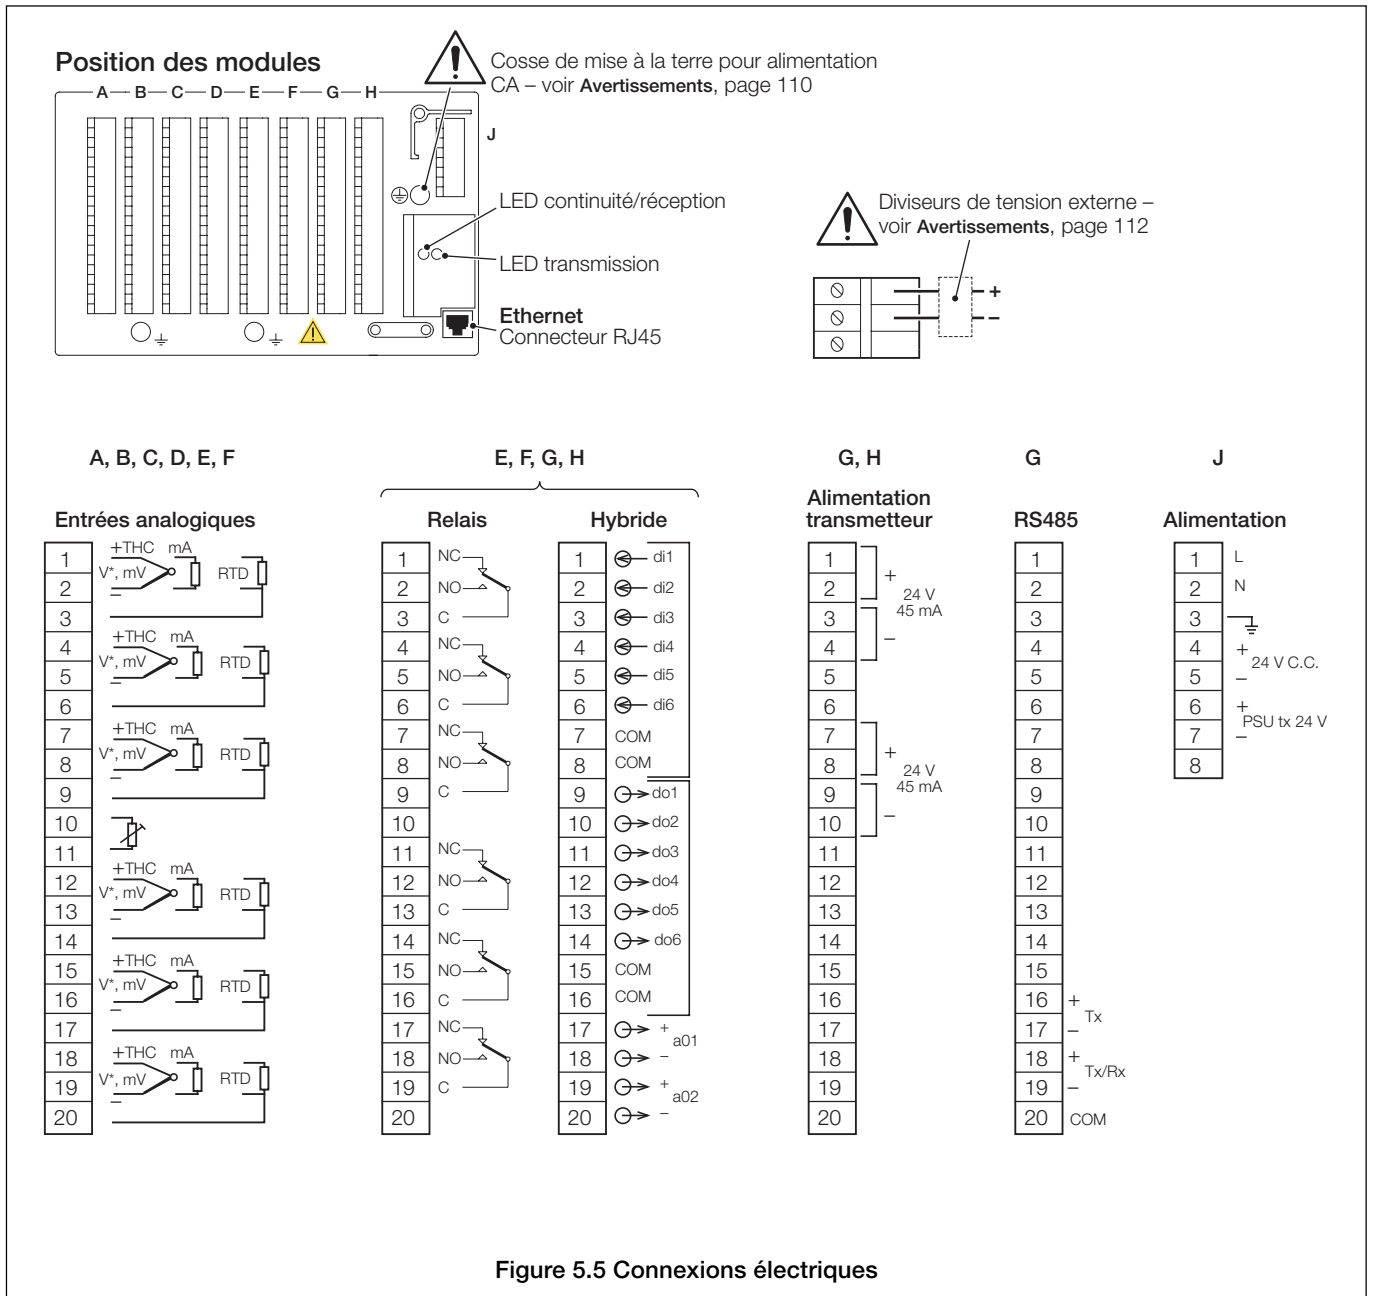 Position des modules
A B C D E F G H
J
Cosse de mise à la terre pour alimentation
CA – voir Avertissements, page 110
LED continuité/réception
LED transmission
Ethernet
Connecteur RJ45
Diviseurs de tension externe –
voir Avertissements, page 112
+
–
A, B, C, D, E, F
Entrées analogiques
1 +THC mA
2 V*, mV – RTD
3
4 +THC mA
5 V*, mV – RTD
6
7 +THC mA
8 V*, mV – RTD
9
10
11
12 +THC mA
13 V*, mV – RTD
14
15 +THC mA
16 V*, mV – RTD
17
18 +THC mA
19 V*, mV – RTD
20
E, F, G, H
Relais
1 NC
2 NO
3 C
4 NC
5 NO
6 C
7 NC
8 NO
9 C
10
11 NC
12 NO
13 C
14 NC
15 NO
16 C
17 NC
18 NO
19 C
20
Hybride
1 di1
2 di2
3 di3
4 di4
5 di5
6 di6
7 COM
8 COM
9 do1
10 do2
11 do3
12 do4
13 do5
14 do6
15 COM
16 COM
17 +
a01
18 –
19 +
a02
20 –
G, H
Alimentation
transmetteur
1
2 +
24 V
3 45 mA
4 –
5
6
7
8 +
24 V
9 45 mA
10 –
11
12
13
14
15
16
17
18
19
20
G
RS485
1
2
3
4
5
6
7
8
9
10
11
12
13
14
15
16 +
Tx
17 –
18 +
Tx/Rx
19 –
20 COM
J
Alimentation
1 L
2 N
3
4 +
24 V C.C.
5 –
6 +
PSU tx 24 V
7 –
8
Figure 5.5 Connexions électriques